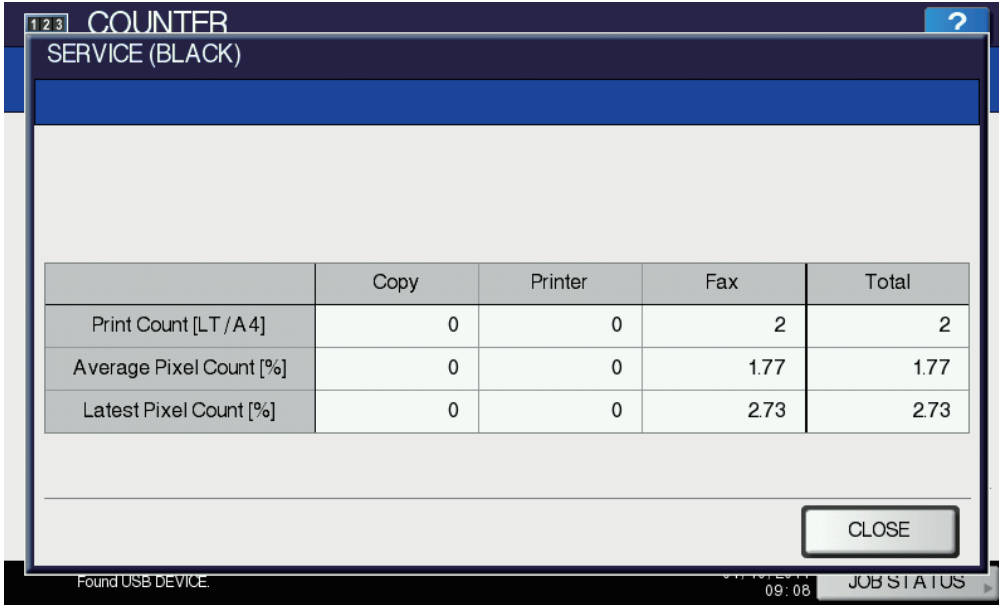 123 COUNTER ?
SERVICE (BLACK)
Copy Printer Fax Total
Print Count [LT/A4] 0 0 2 2
Average Pixel Count [%] 0 0 1.77 1.77
Latest Pixel Count [%] 0 0 2.73 2.73
CLOSE
Found USB DEVICE.
09:08 JOB STATUS